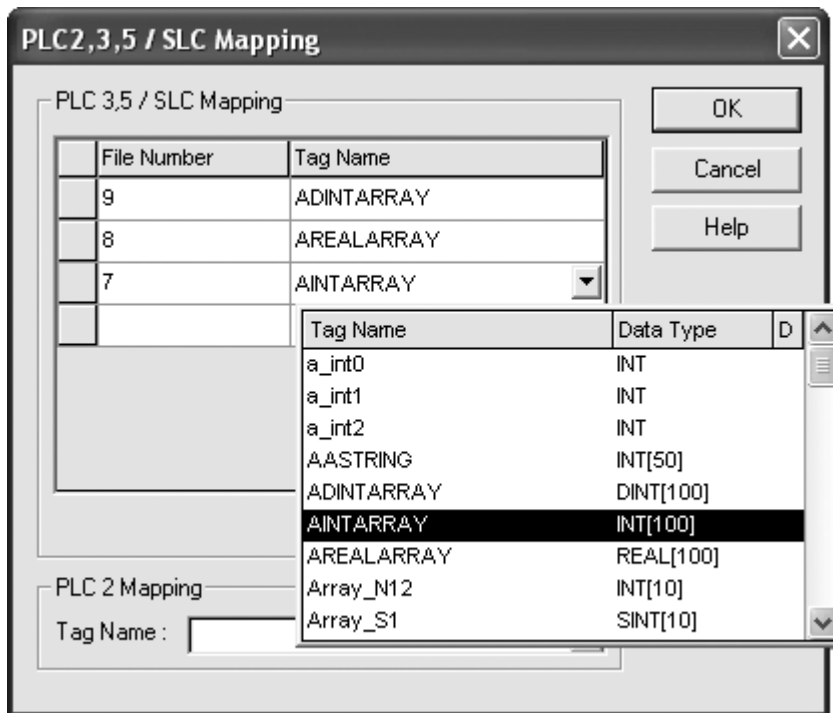 PLC2,3,5 / SLC Mapping
PLC 3,5 / SLC Mapping
File Number Tag Name
9 ADINTARRAY
8 AREALARRAY
7 AINTARRAY
OK
Cancel
Help
Tag Name Data Type D
a_int0 INT
a_int1 INT
a_int2 INT
AASTRING INT[50]
ADINTARRAY DINT[100]
AINTARRAY INT[100]
AREALARRAY REAL[100]
Array_N12 INT[10]
Array_S1 SINT[10]
PLC 2 Mapping
Tag Name :